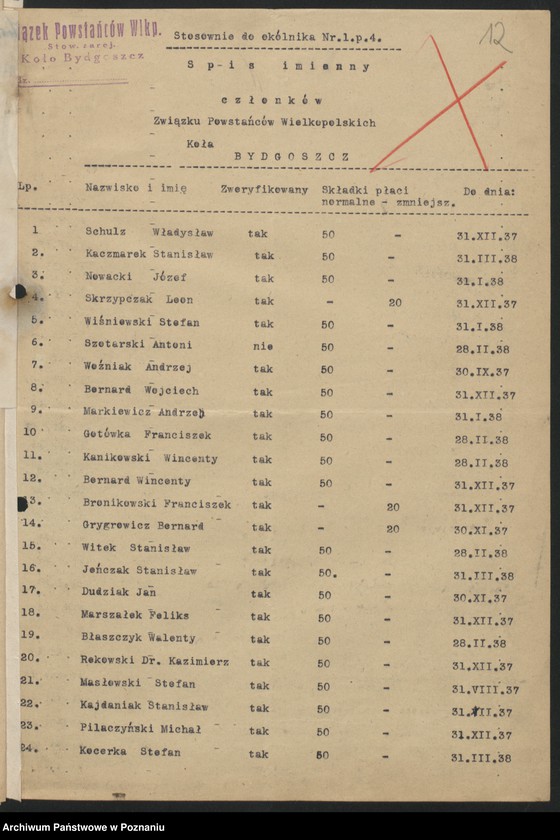 iązek Powstańców Wlkp.
Stow. zarej.
Koło Bydgoszcz
12
Stosownie do okólnika Nr.1.p.4.
S p i s  i m i e n n y
c z ł o n k ó w
Związku Powstańców Wielkopolskich
Koła
B Y D G O S Z C Z
Lp. Nazwisko i imię Zweryfikowany Składki płaci De dnia:
normalne - zmniejsz.
1 Schulz Władysław tak 50 - 31.XII.37
2. Kaczmarek Stanisław tak 50 - 31.III.38
3. Nowacki Józef tak 50 - 31.I.38
4. Skrzypczak Leon tak - 20 31.XII.37
5. Wiśniewski Stefan tak 50 - 31.I.38
6. Szotarski Antoni nie 50 - 28.II.38
7. Woźniak Andrzej tak 50 - 30.IX.37
8. Bernard Wojciech tak 50 - 31.XII.37
9. Markiewicz Andrzej tak 50 - 31.I.38
10 Gotówka Franciszek tak 50 - 28.II.38
11. Kanikowski Wincenty tak 50 - 28.II.38
12. Bernard Wincenty tak 50 - 31.XII.37
13. Bronikowski Franciszek tak - 20 31.XII.37
14. Grygrowicz Bernard tak - 20 30.XI.37
15. Witek Stanisław tak 50 - 28.II.38
16. Jończak Stanisław tak 50. - 31.III.38
17. Dudziak Jan tak 50 - 30.XI.37
18. Marszałek Feliks tak 50 - 31.XII.37
19. Błaszczyk Walenty tak 50 - 28.II.38
20. Rekowski Dr. Kazimierz tak 50 - 31.XII.37
21. Masłowski Stefan tak 50 - 31.VIII.37
22. Kajdaniak Stanisław tak 50 - 31.XII.37
23. Pilaczyński Michał tak 50 - 31.XII.37
24. Kocerka Stefan tak 50 - 31.III.38
Archiwum Państwowe w Poznaniu